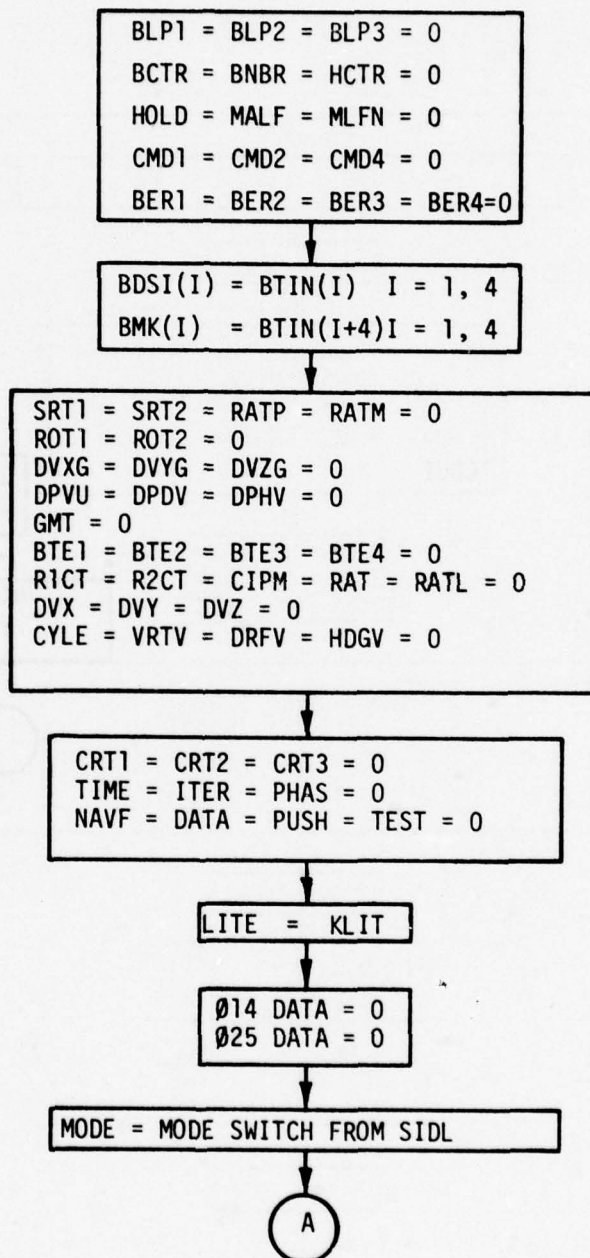 BLP1 = BLP2 = BLP3 = 0
BCTR = BNBR = HCTR = 0
HOLD = MALF = MLFN = 0
CMD1 = CMD2 = CMD4 = 0
BER1 = BER2 = BER3 = BER4=0
BDSI(I) = BTIN(I) I = 1, 4
BMK(I) = BTIN(I+4)I = 1, 4
SRT1 = SRT2 = RATP = RATM = 0
ROT1 = ROT2 = 0
DVXG = DVYG = DVZG = 0
DPVU = DPDV = DPHV = 0
GMT = 0
BTE1 = BTE2 = BTE3 = BTE4 = 0
R1CT = R2CT = CIPM = RAT = RATL = 0
DVX = DVY = DVZ = 0
CYLE = VRTV = DRFV = HDGV = 0
CRT1 = CRT2 = CRT3 = 0
TIME = ITER = PHAS = 0
NAVF = DATA = PUSH = TEST = 0
LITE = KLIT
Ø14 DATA = 0
Ø25 DATA = 0
MODE = MODE SWITCH FROM SIDL
A